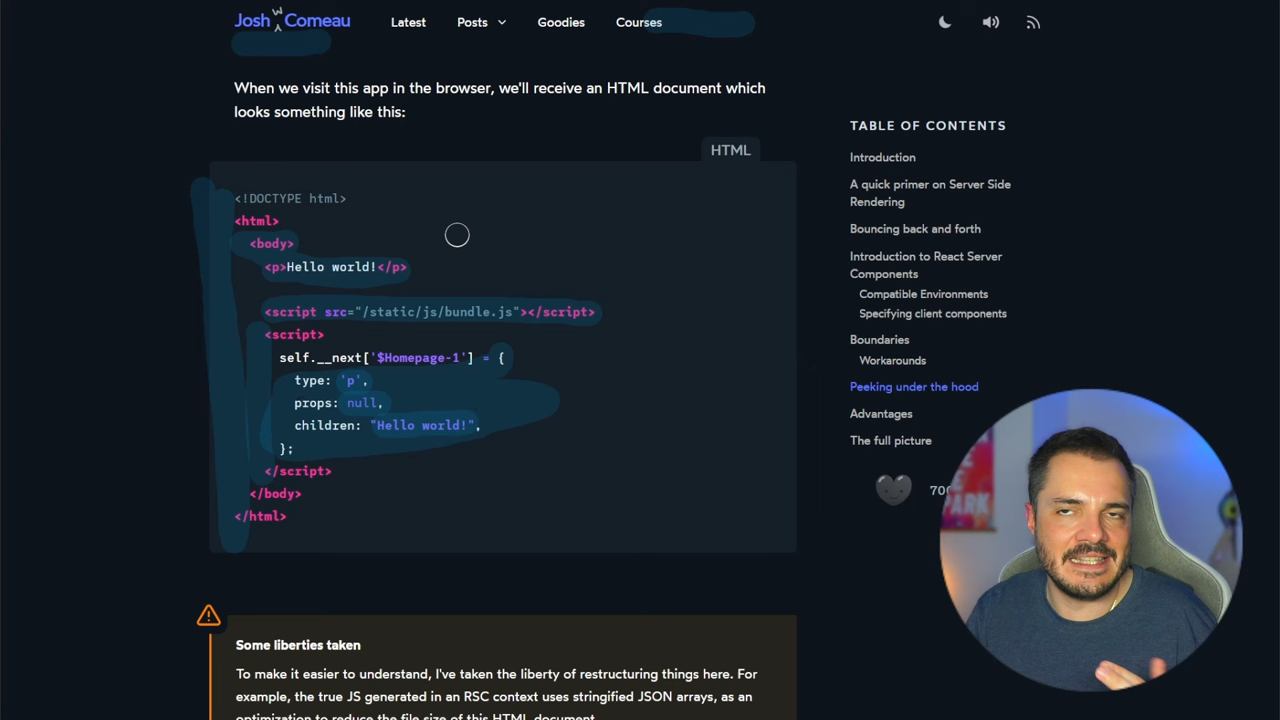 Josh W Comeau
Latest
Posts
Goodies
Courses
When we visit this app in the browser, we'll receive an HTML document which
looks something like this:
HTML
<!DOCTYPE html>
<html>
<body>
<p>Hello world!</p>
<script src="/static/js/bundle.js"></script>
<script>
self.__next['$Homepage-1'] = {
type: 'p',
props: null,
children: "Hello world!",
};
</script>
</body>
</html>
Some liberties taken
To make it easier to understand, I've taken the liberty of restructuring things here. For
example, the true JS generated in an RSC context uses stringified JSON arrays, as an
optimization to reduce the file size of this HTML document.
TABLE OF CONTENTS
Introduction
A quick primer on Server Side
Rendering
Bouncing back and forth
Introduction to React Server
Components
Compatible Environments
Specifying client components
Boundaries
Workarounds
Peeking under the hood
Advantages
The full picture
PARK